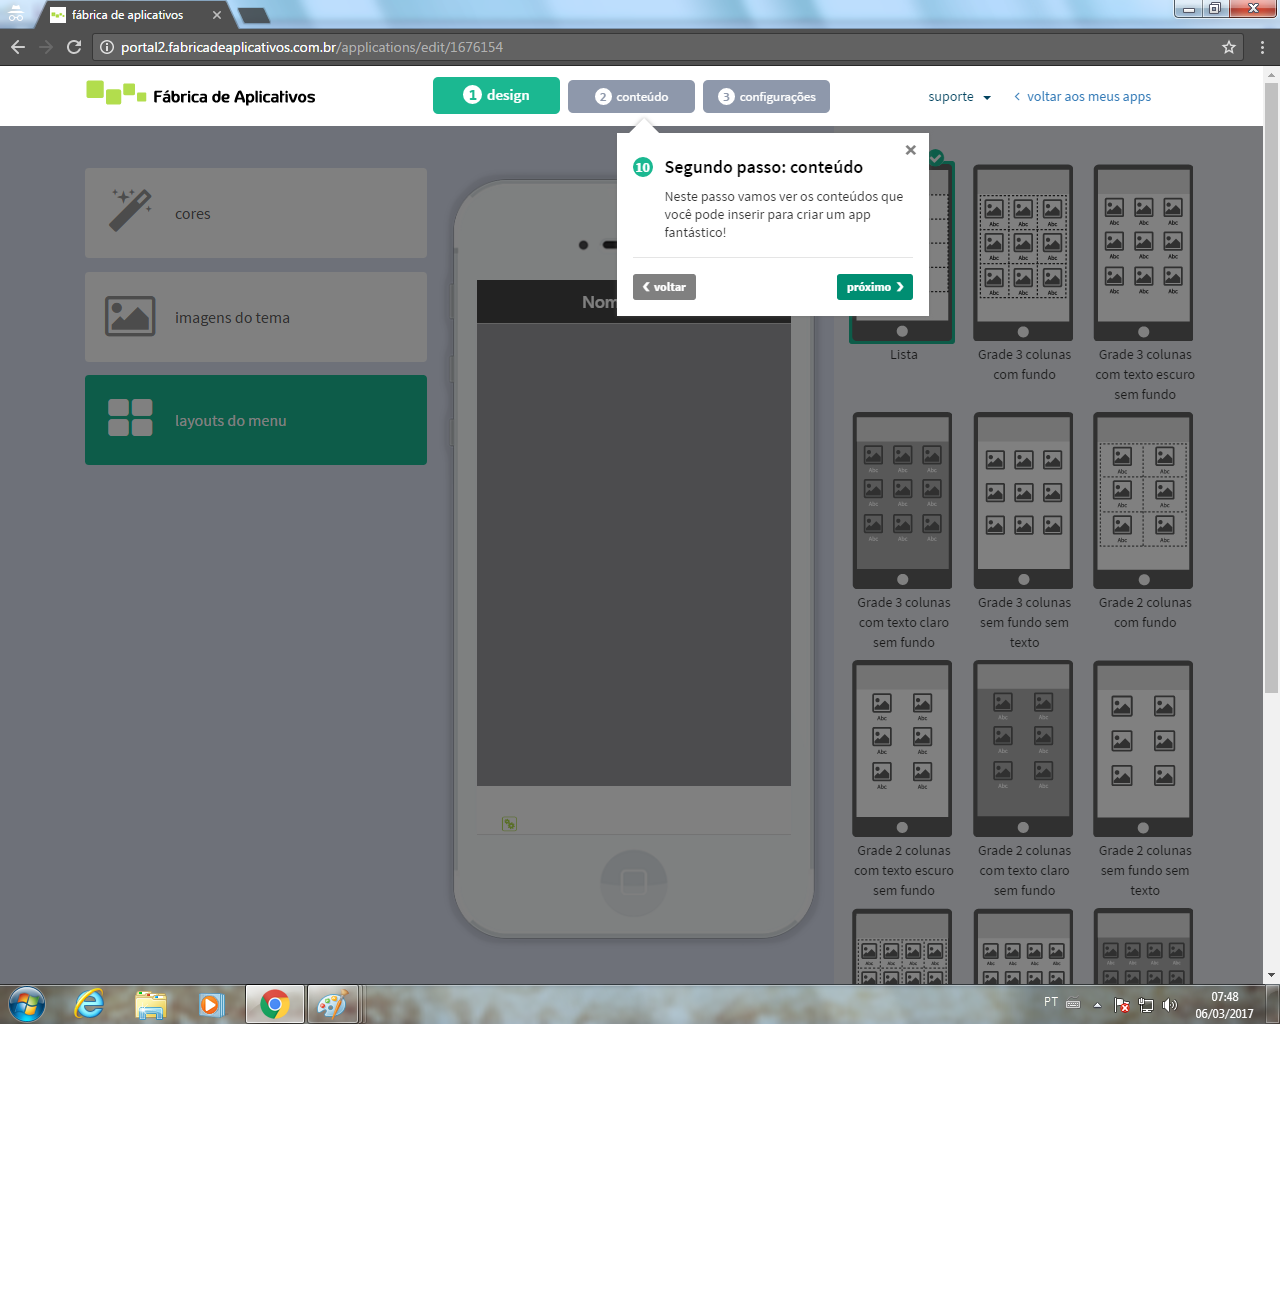 fábrica de aplicativos
portal2.fabricadeaplicativos.com.br/applications/edit/1676154
Fábrica de Aplicativos
1 design
2 conteúdo
3 configurações
suporte
voltar aos meus apps
10 Segundo passo: conteúdo
Neste passo vamos ver os conteúdos que
você pode inserir para criar um app
fantástico!
voltar
próximo
cores
imagens do tema
layouts do menu
Nom
Lista
Grade 3 colunas
com fundo
Grade 3 colunas
com texto escuro
sem fundo
Grade 3 colunas
com texto claro
sem fundo
Grade 3 colunas
sem fundo sem
texto
Grade 2 colunas
com fundo
Grade 2 colunas
com texto escuro
sem fundo
Grade 2 colunas
com texto claro
sem fundo
Grade 2 colunas
sem fundo sem
texto
PT
07:48
06/03/2017